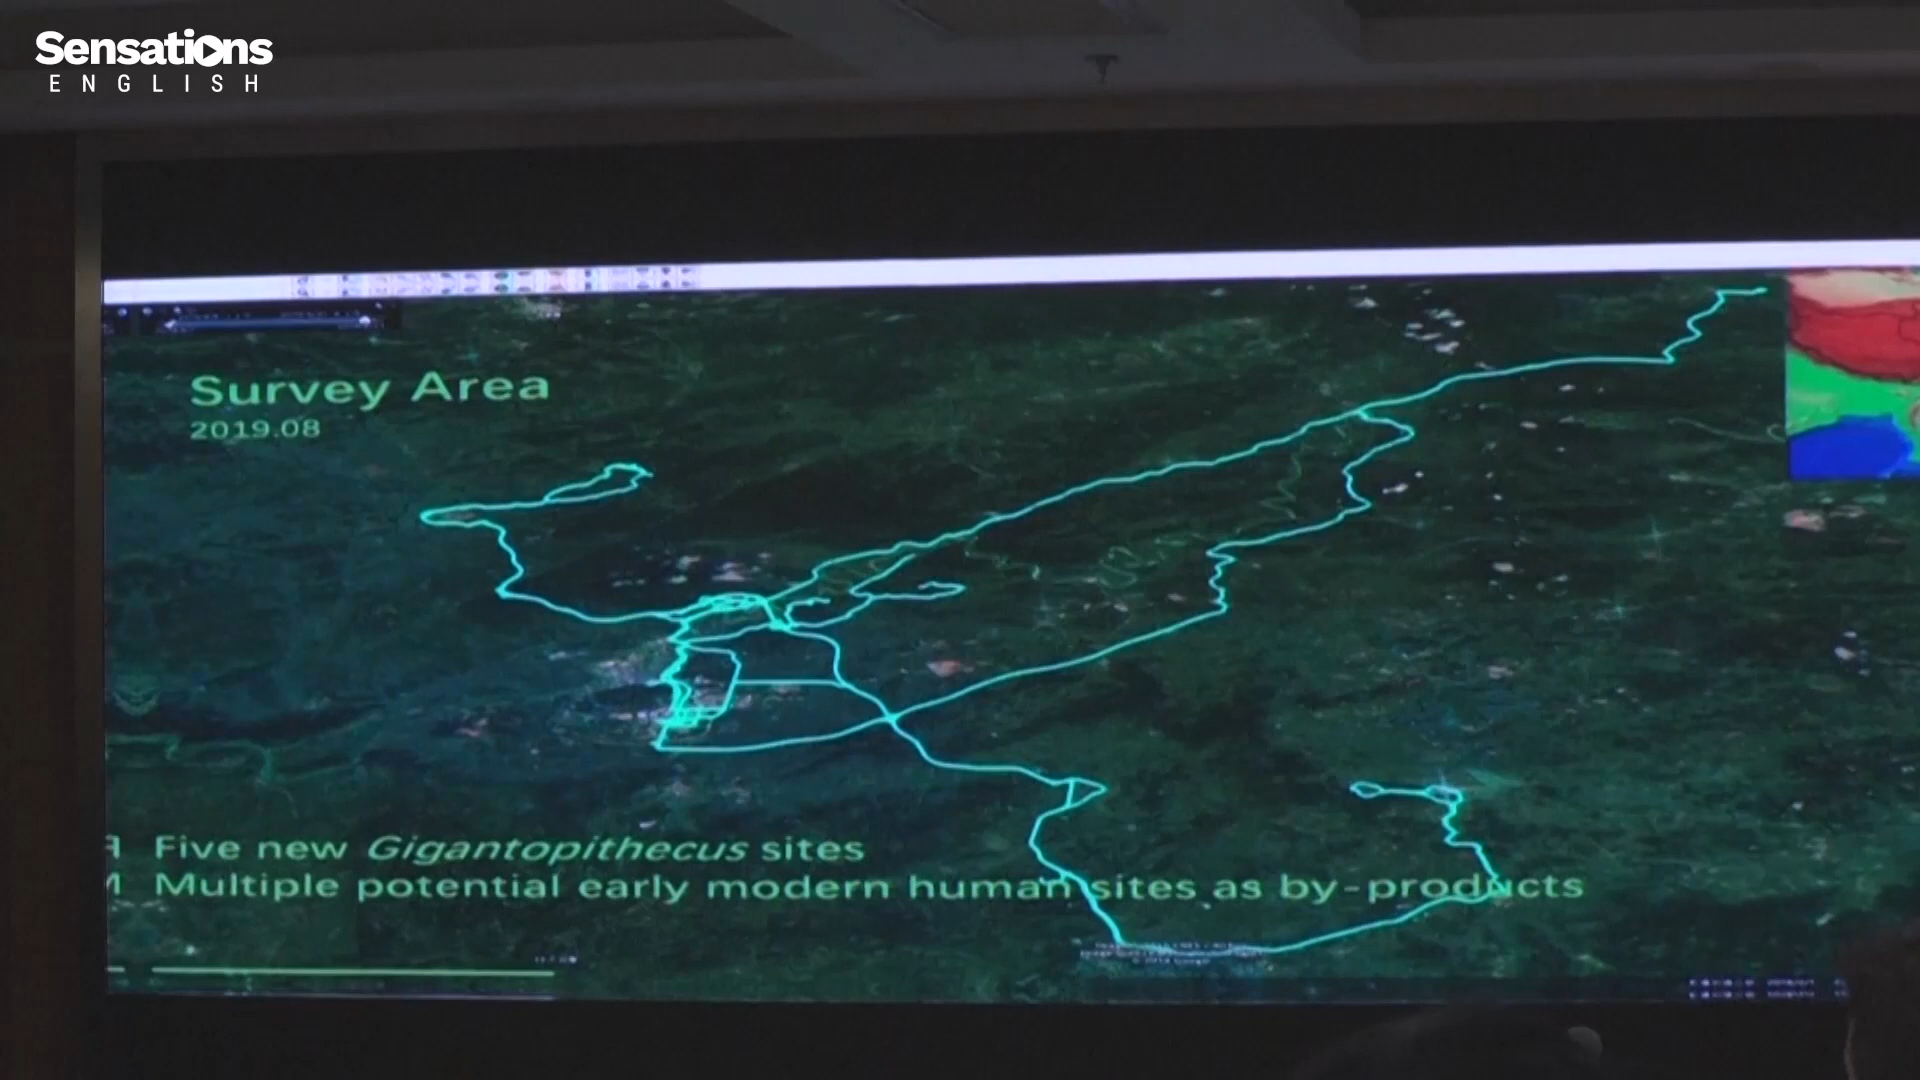 Sensations
ENGLISH
Survey Area
2019.08
Five new Gigantopithecus sites
Multiple potential early modern human sites as by-products